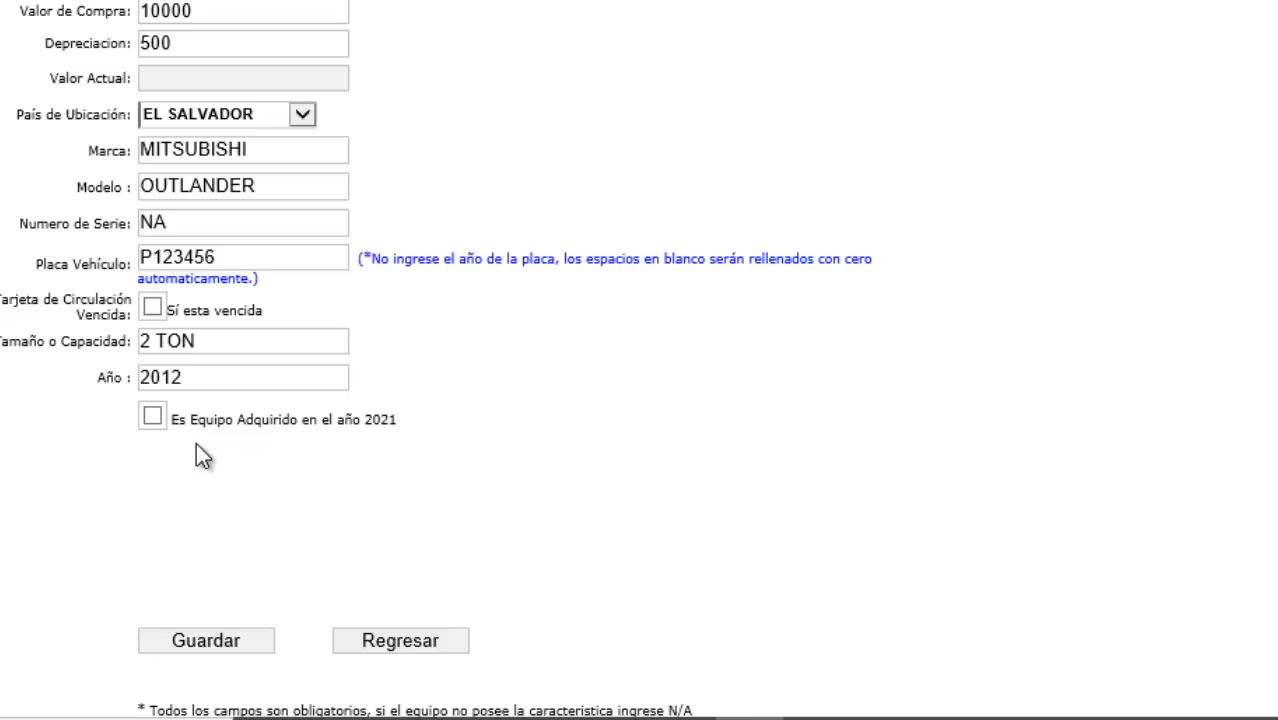 Valor de Compra: 10000
Depreciacion: 500
Valor Actual:
País de Ubicación: EL SALVADOR
Marca: MITSUBISHI
Modelo : OUTLANDER
Numero de Serie: NA
Placa Vehículo: P123456 (*No ingrese el año de la placa, los espacios en blanco serán rellenados con cero
automaticamente.)
Tarjeta de Circulación
Vencida: Sí esta vencida
Tamaño o Capacidad: 2 TON
Año : 2012
Es Equipo Adquirido en el año 2021
Guardar Regresar
* Todos los campos son obligatorios, si el equipo no posee la caracteristica ingrese N/A